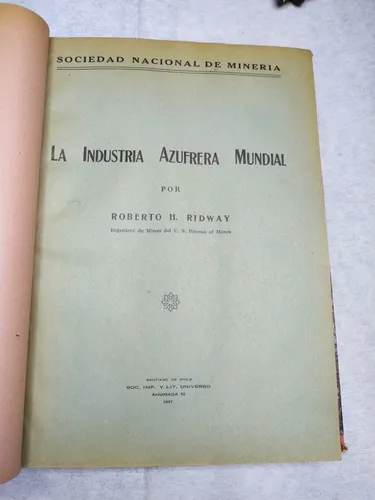 SOCIEDAD NACIONAL DE MINERIA
LA INDUSTRIA AZUFRERA MUNDIAL
POR
ROBERTO H. RIDWAY
Ingeniero de Minas del U. S. Bureau of Mines
SANTIAGO DE CHILE
SOC. IMP. Y LIT. UNIVERSO
AHUMADA